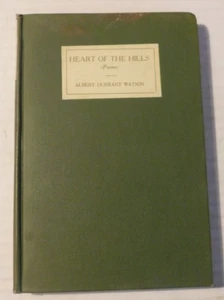 HEART OF THE HILLS
Poems
ALBERT DURRANT WATSON